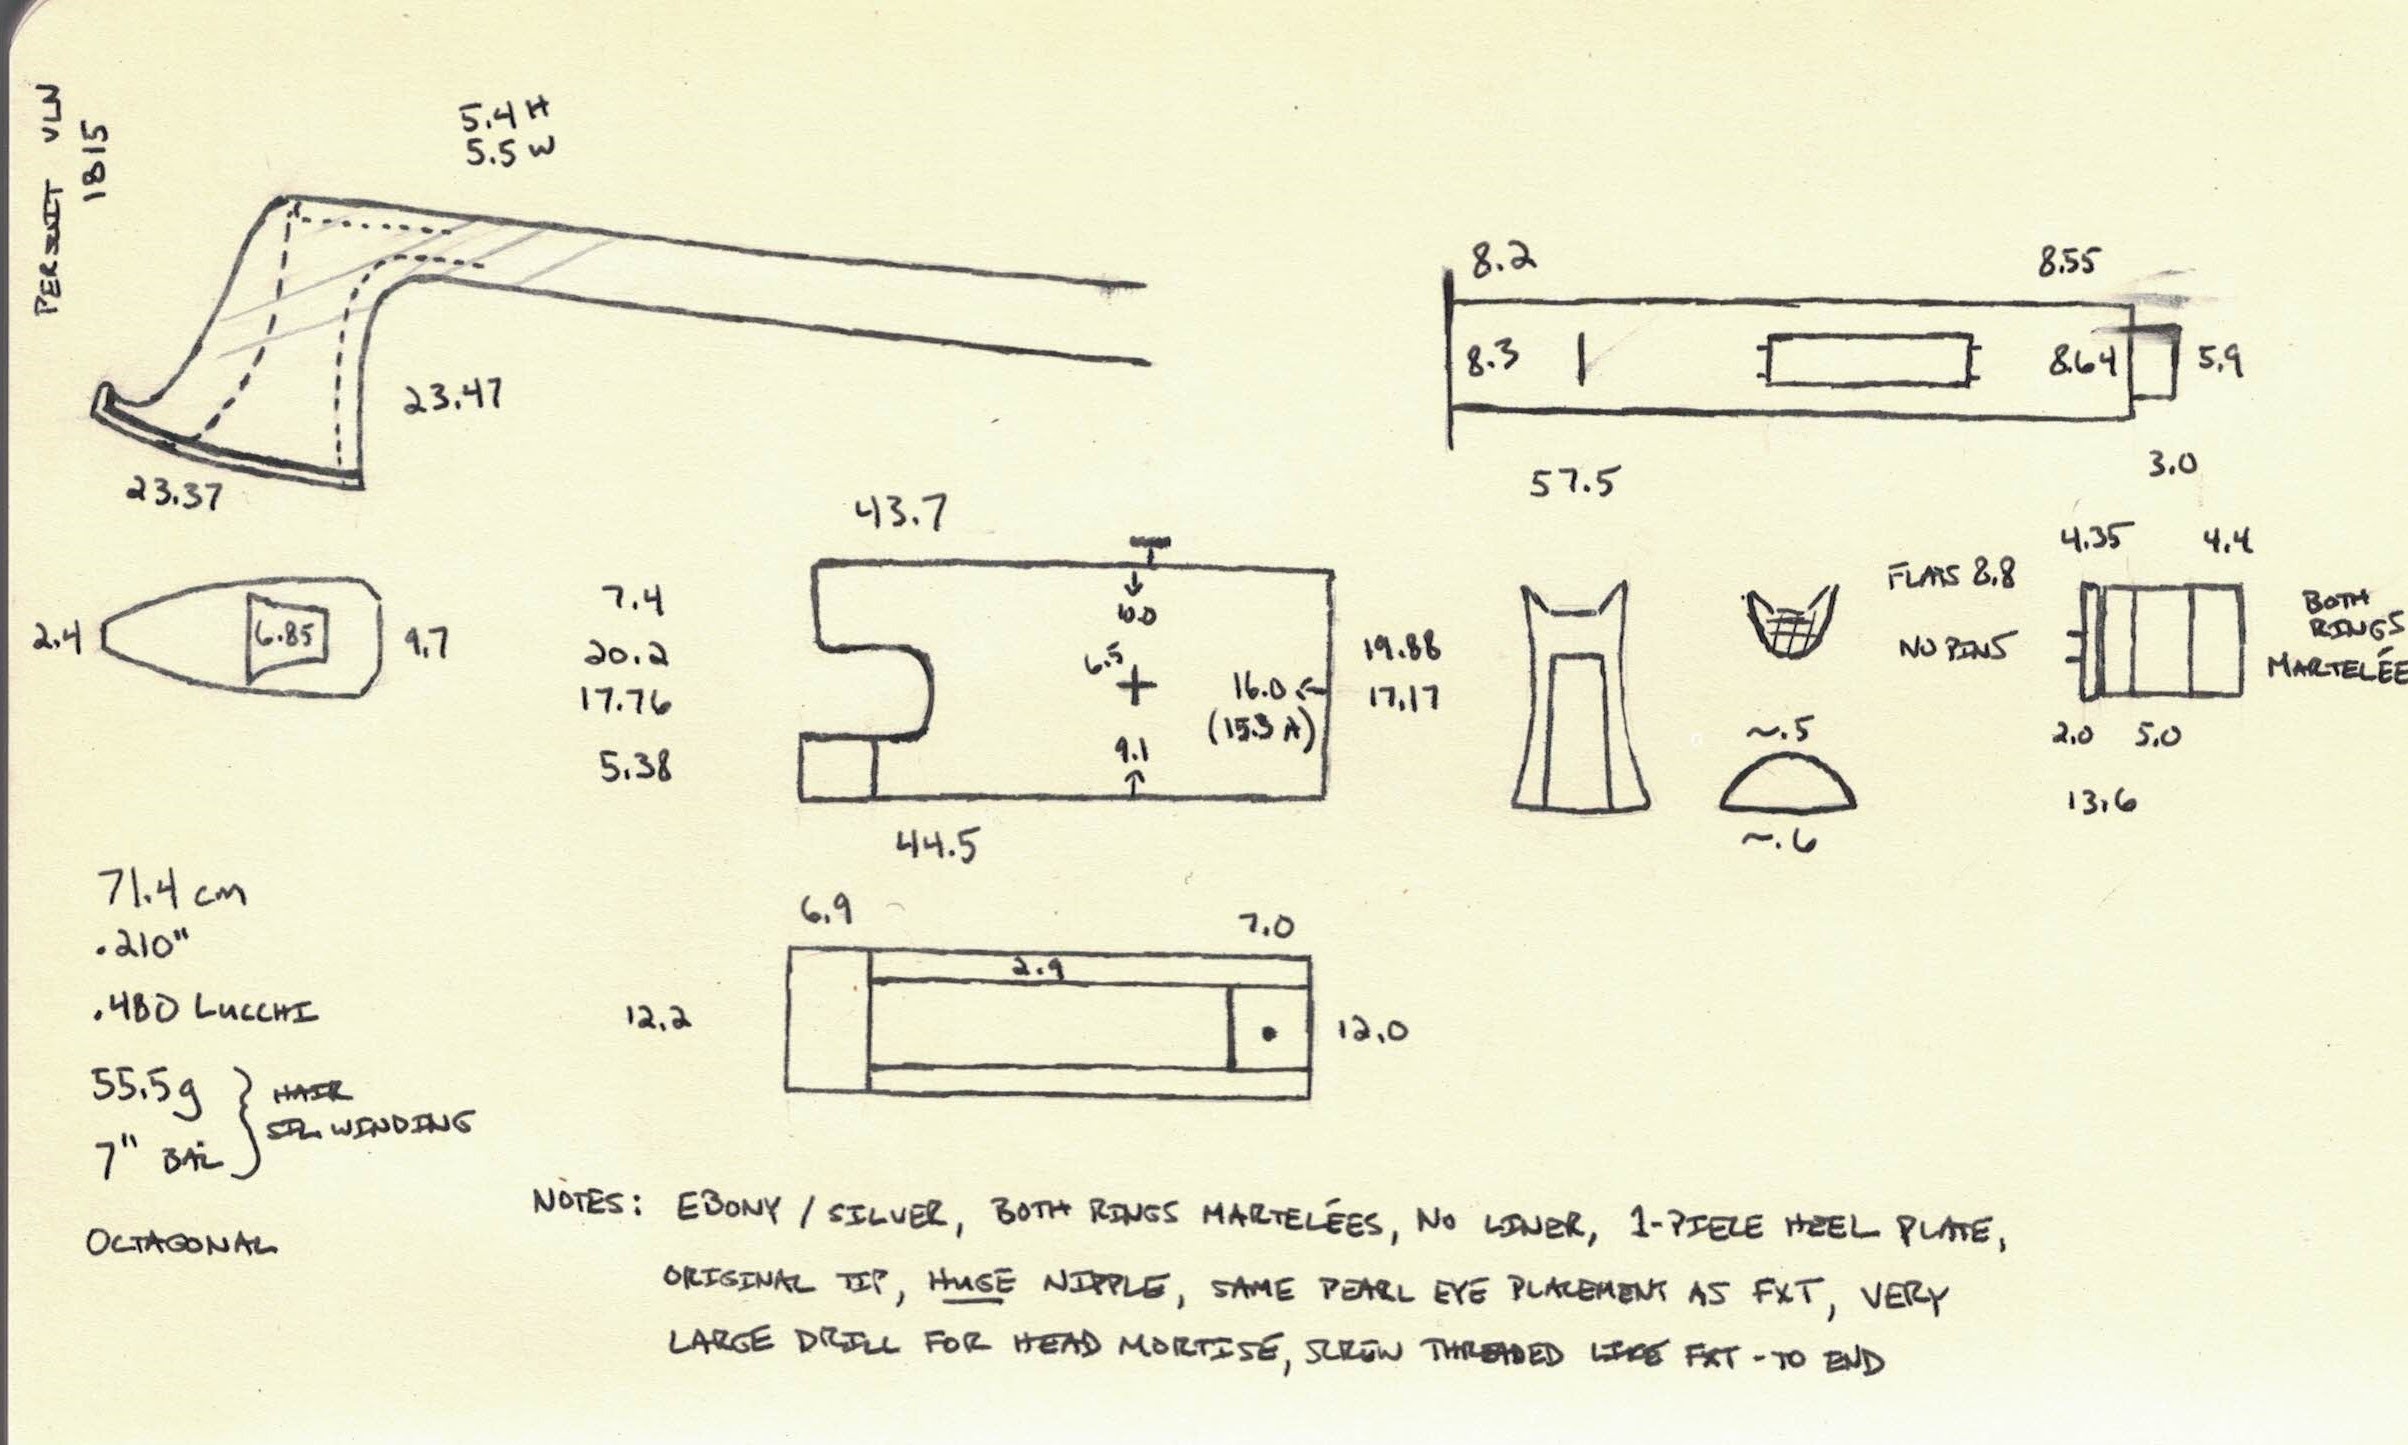 PERSOIT VLN
1815
5.4 H
5.5 W
23.47
23.37
8.2
8.55
8.3
8.64
5.9
57.5
3.0
2.4
6.85
9.7
43.7
7.4
20.2
17.76
5.38
10.0
6.5
16.0
(15.3 A)
9.1
19.88
17.17
44.5
FLATS 8.8
NO PINS
~.5
~.6
4.35
4.4
BOTH
RINGS
MARTELÉE
2.0
5.0
13.6
71.4 cm
.210"
.480 LUCCHI
55.5g
7" BAL
HAIR
SIL WINDING
OCTAGONAL
6.9
7.0
2.9
12.2
12.0
NOTES: EBONY / SILVER, BOTH RINGS MARTELÉES, NO LINER, 1-PIECE HEEL PLATE,
ORIGINAL TIP, HUGE NIPPLE, SAME PEARL EYE PLACEMENT AS FXT, VERY
LARGE DRILL FOR HEAD MORTISE, SCREW THREADED LIKE FXT - TO END